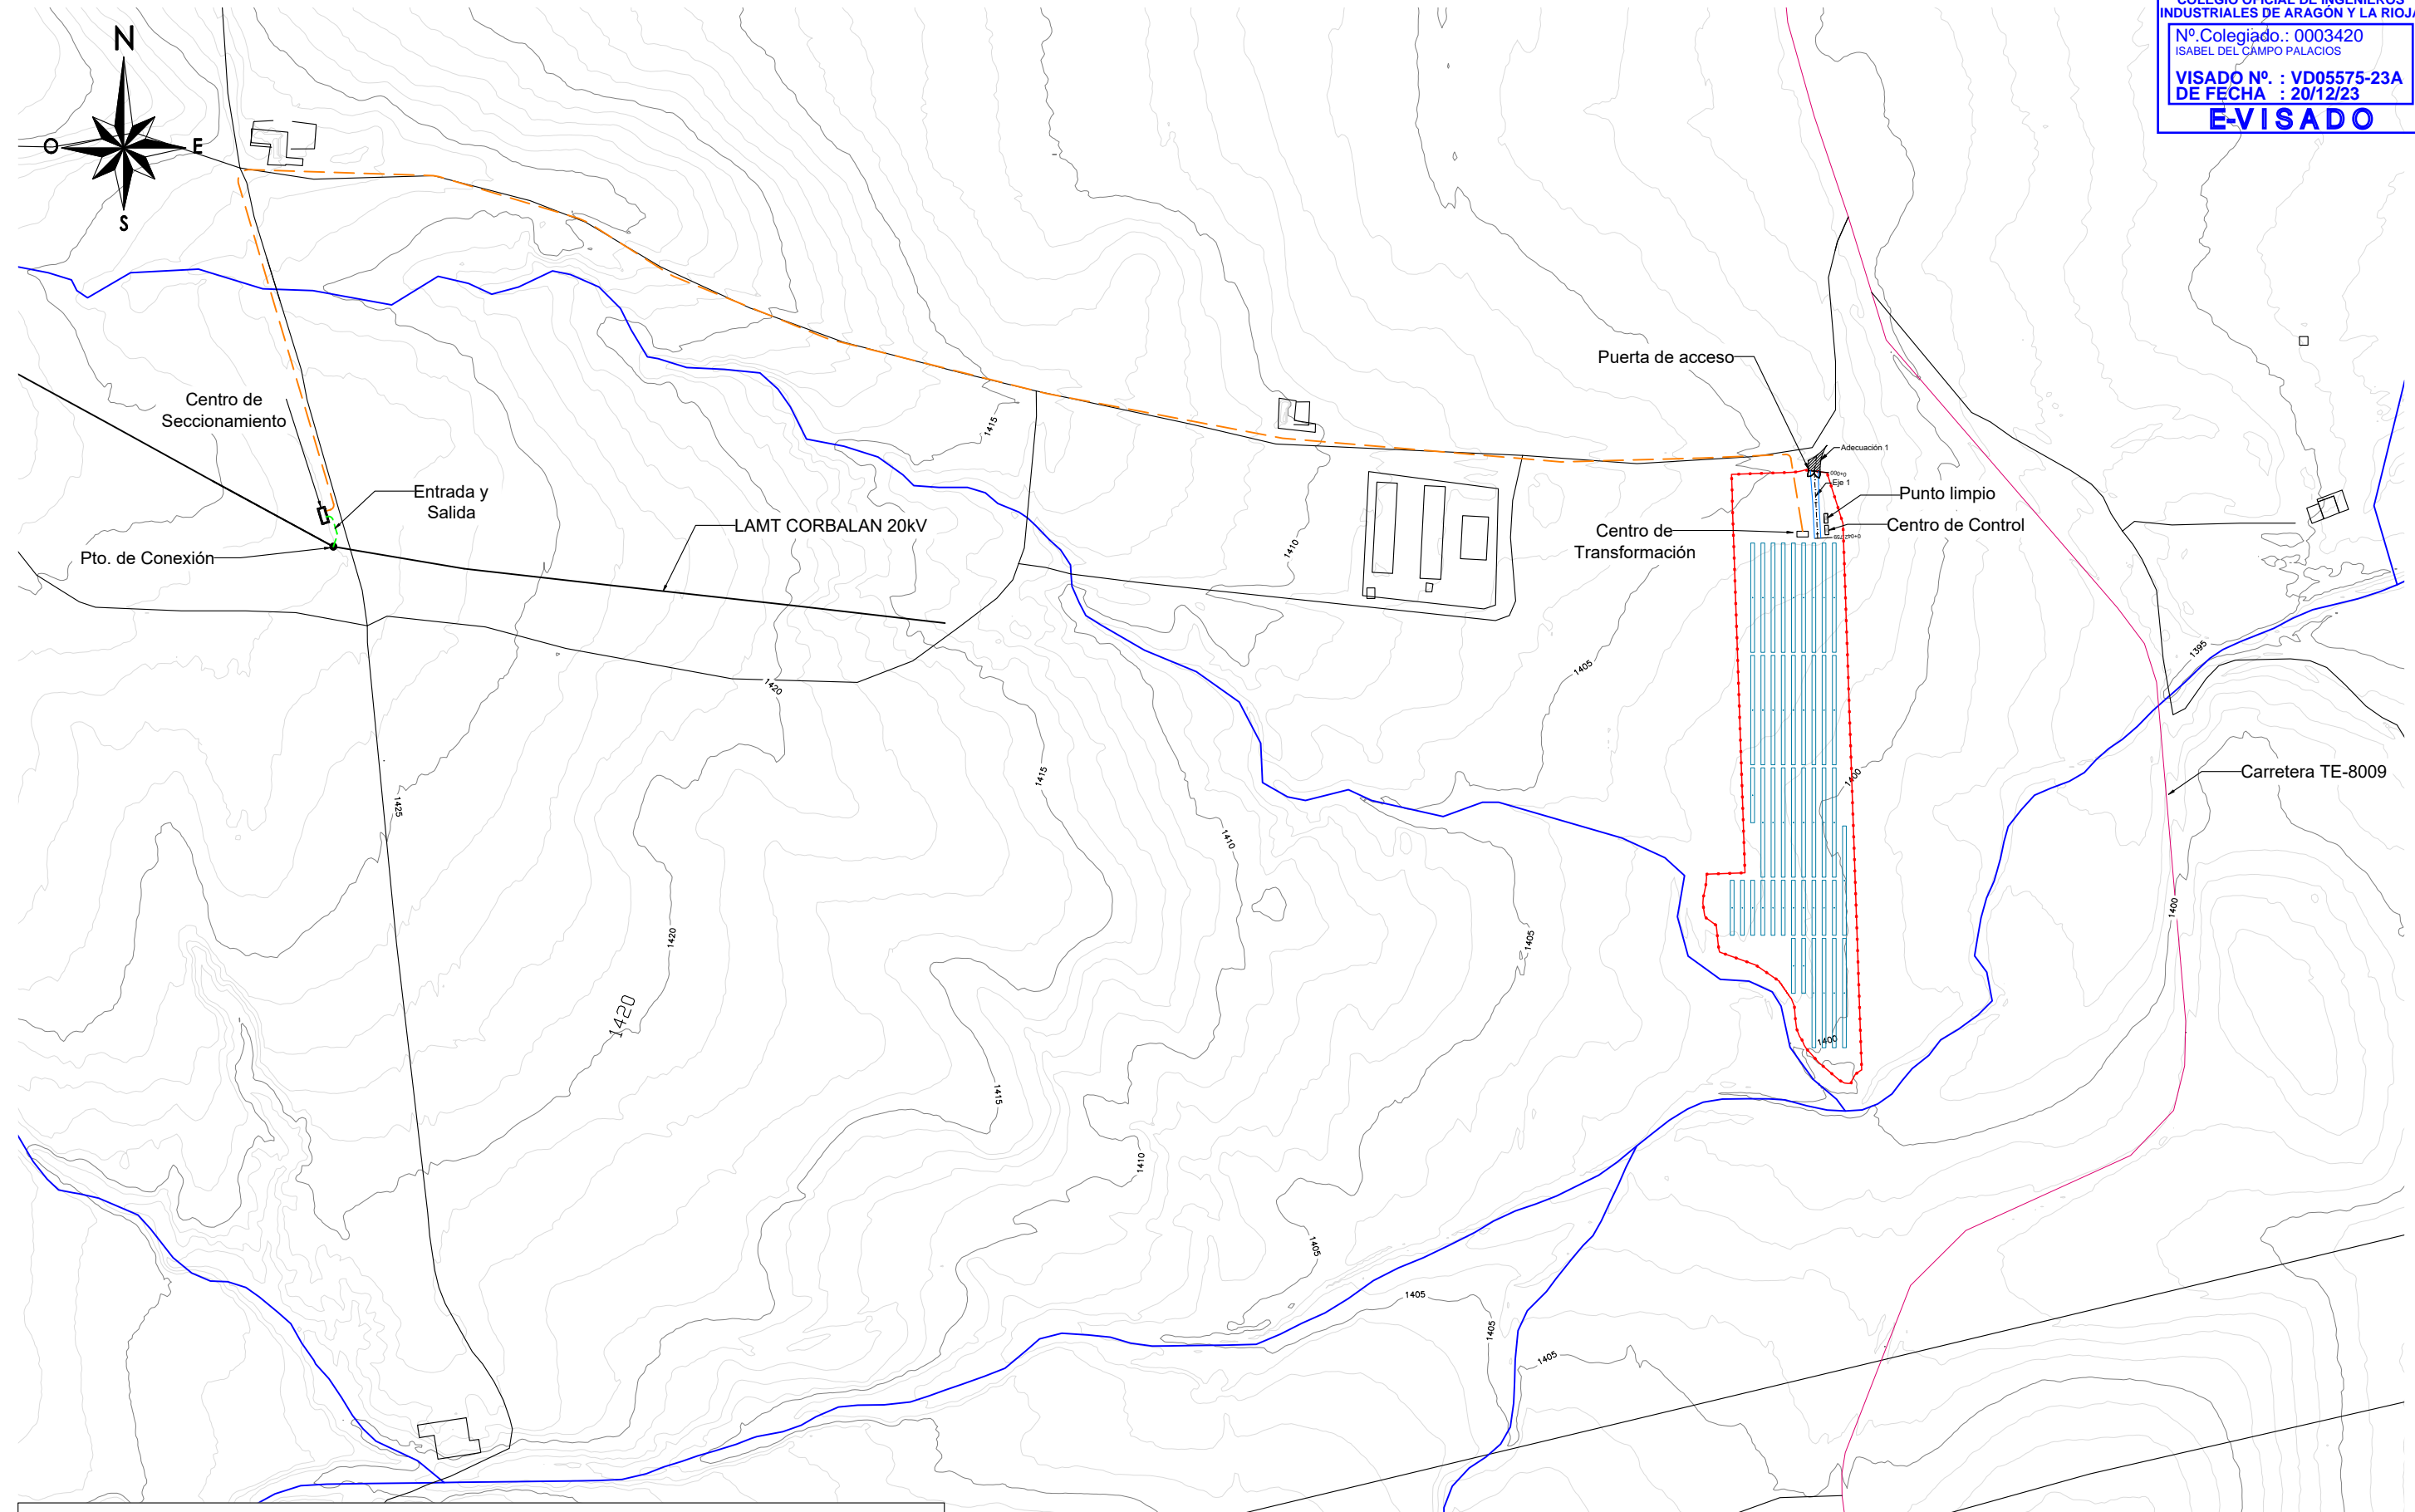 COLEGIO OFICIAL DE INGENIEROS
INDUSTRIALES DE ARAGÓN Y LA RIOJA
Nº.Colegiado.: 0003420
ISABEL DEL CAMPO PALACIOS
VISADO Nº. : VD05575-23A
DE FECHA : 20/12/23
E-VISADO
N
O
E
S
Puerta de acceso
Adecuación 1
0+000
Eje 1
Punto limpio
Centro de Control
Centro de
Transformación
Centro de
Seccionamiento
Entrada y
Salida
Pto. de Conexión
LAMT CORBALAN 20kV
Carretera TE-8009
1415
1410
1405
1395
1420
1415
1425
1410
1400
1420
1405
1400
1420
1400
1415
1410
1405
1405
1405
1405